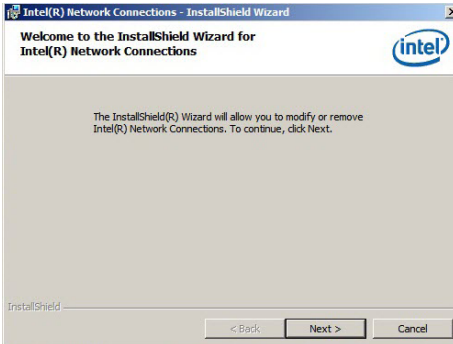 Intel(R) Network Connections - InstallShield Wizard
Welcome to the InstallShield Wizard for
Intel(R) Network Connections
intel
The InstallShield(R) Wizard will allow you to modify or remove
Intel(R) Network Connections. To continue, click Next.
InstallShield
< Back
Next >
Cancel